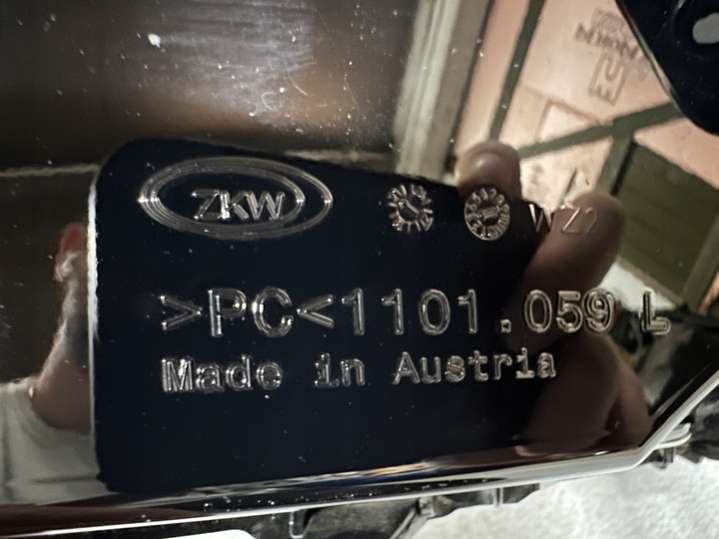 ZKW
WZ2
>PC<1101.059 L
Made in Austria